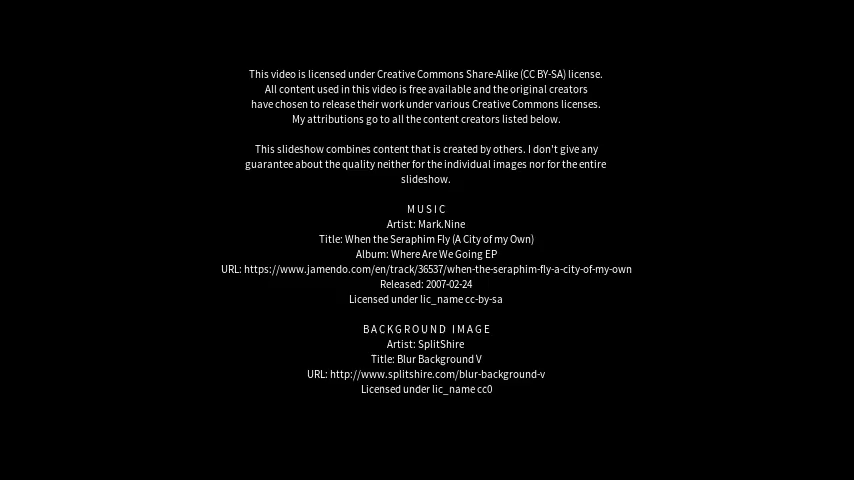 This video is licensed under Creative Commons Share-Alike (CC BY-SA) license.
All content used in this video is free available and the original creators
have chosen to release their work under various Creative Commons licenses.
My attributions go to all the content creators listed below.
This slideshow combines content that is created by others. I don't give any
guarantee about the quality neither for the individual images nor for the entire
slideshow.
MUSIC
Artist: Mark.Nine
Title: When the Seraphim Fly (A City of my Own)
Album: Where Are We Going EP
URL: https://www.jamendo.com/en/track/36537/when-the-seraphim-fly-a-city-of-my-own
Released: 2007-02-24
Licensed under lic_name cc-by-sa
BACKGROUND IMAGE
Artist: SplitShire
Title: Blur Background V
URL: http://www.splitshire.com/blur-background-v
Licensed under lic_name cc0